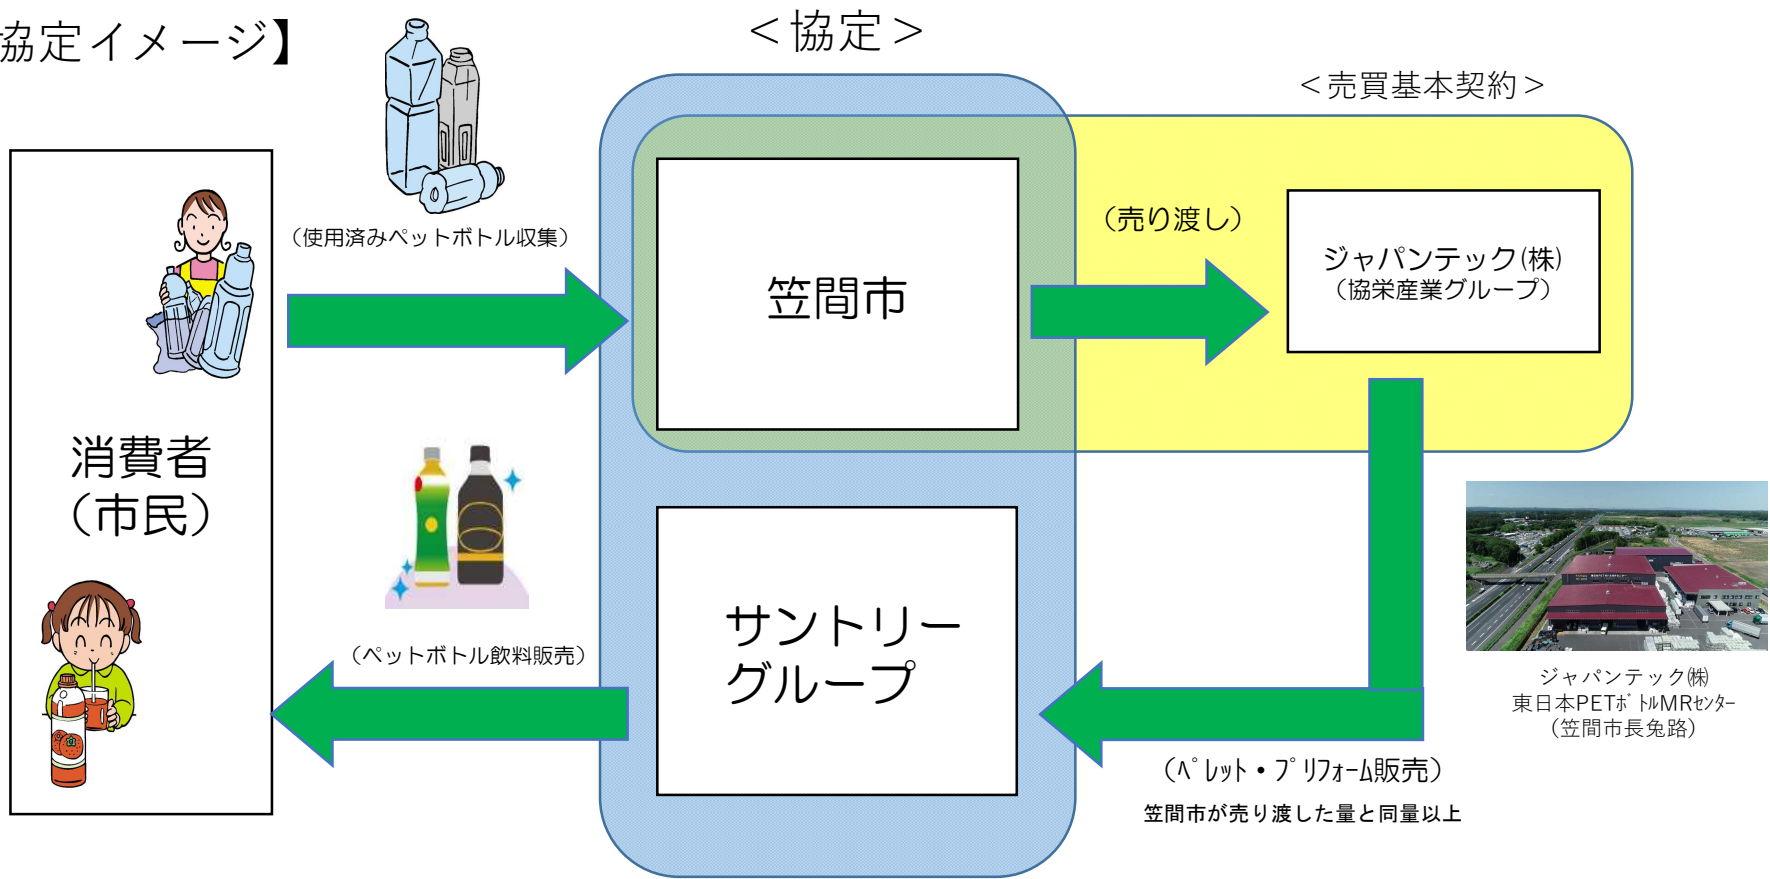 協定イメージ】
＜協定＞
＜売買基本契約＞
（使用済みペットボトル収集）
（売り渡し）
笠間市
ジャパンテック(株)
（協栄産業グループ）
消費者
（市民）
（ペットボトル飲料販売）
サントリー
グループ
ジャパンテック㈱
東日本PETﾎﾞﾄﾙMRｾﾝﾀｰ
（笠間市長兎路）
（ﾍﾟﾚｯﾄ・ﾌﾟﾘﾌｫｰﾑ販売）
笠間市が売り渡した量と同量以上